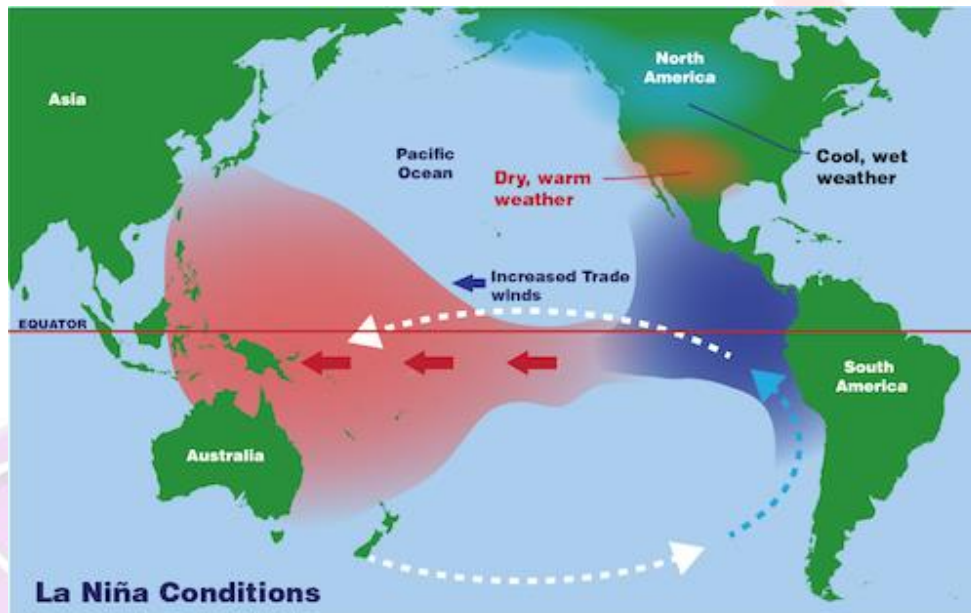 North
America
Asia
Cool, wet
weather
Pacific
Ocean
Dry, warm
weather
Increased Trade
winds
EQUATOR
South
America
Australia
La Niña Conditions